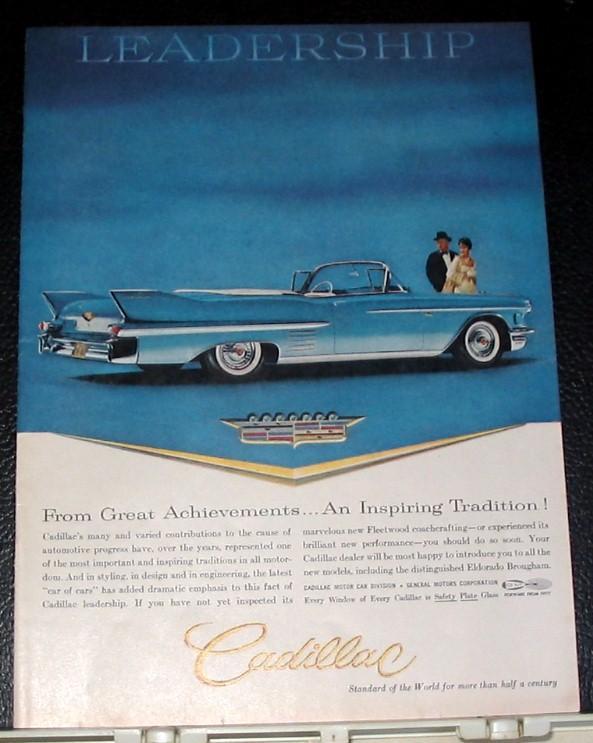 LEADERSHIP
From Great Achievements...An Inspiring Tradition!
Cadillac's many and varied contributions to the cause of
automotive progress have, over the years, represented one
of the most important and inspiring traditions in all motor-
dom. And in styling, in design and in engineering, the latest
"car of cars" has added dramatic emphasis to this fact of
Cadillac leadership. If you have not yet inspected its
marvelous new Fleetwood coachcrafting—or experienced its
brilliant new performance—you should do so soon. Your
Cadillac dealer will be most happy to introduce you to all the
new models, including the distinguished Eldorado Brougham.
CADILLAC MOTOR CAR DIVISION • GENERAL MOTORS CORPORATION
Every Window of Every Cadillac is Safety Plate Glass
FORWARD FROM FIFTY
Cadillac
Standard of the World for more than half a century